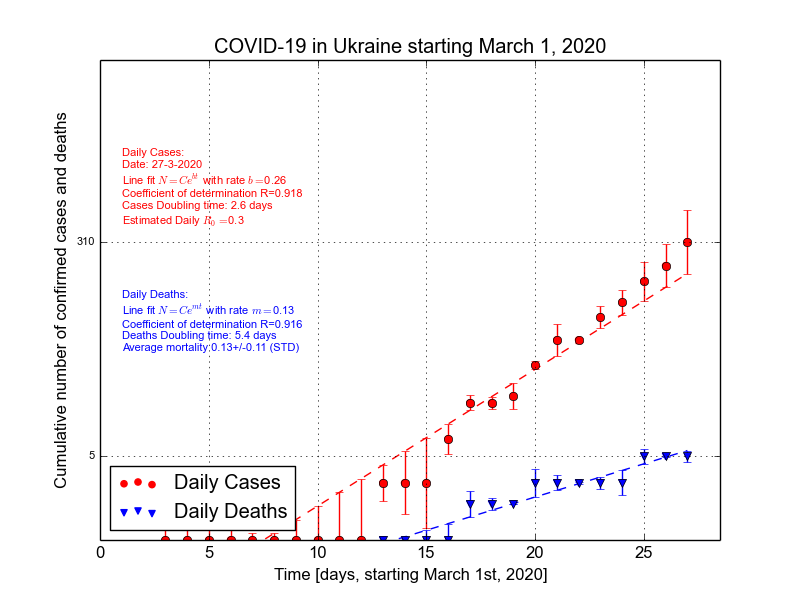 COVID-19 in Ukraine starting March 1, 2020
Cumulative number of confirmed cases and deaths
310
5
Daily Cases:
Date: 27-3-2020
Line fit N = Ce^{bt} with rate b = 0.26
Coefficient of determination R=0.918
Cases Doubling time: 2.6 days
Estimated Daily R_0 = 0.3
Daily Deaths:
Line fit N = Ce^{mt} with rate m = 0.13
Coefficient of determination R=0.916
Deaths Doubling time: 5.4 days
Average mortality:0.13+/-0.11 (STD)
Daily Cases
Daily Deaths
0 5 10 15 20 25
Time [days, starting March 1st, 2020]